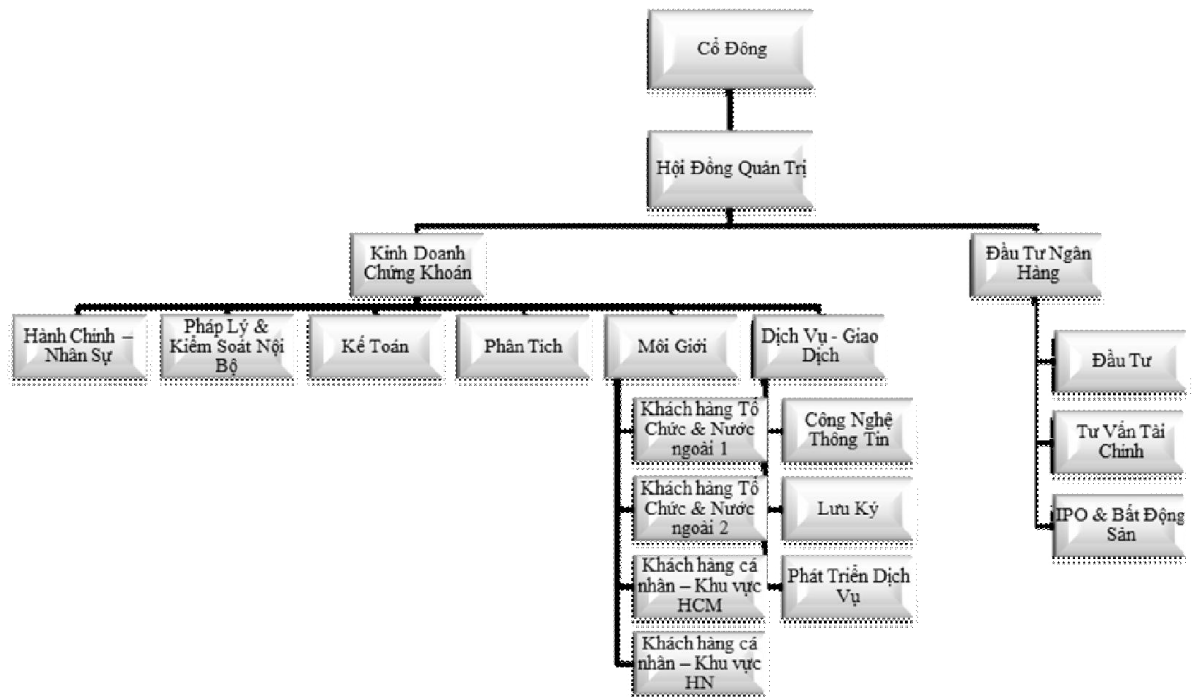 Cổ Đông
Hội Đồng Quản Trị
Kinh Doanh
Chứng Khoán
Đầu Tư Ngân
Hàng
Hành Chinh –
Nhân Sự
Pháp Lý &
Kiểm Soát Nội
Bộ
Kế Toán
Phân Tich
Môi Giới
Dịch Vụ - Giao
Dịch
Khách hàng Tổ
Chức & Nước
ngoài 1
Khách hàng Tổ
Chức & Nước
ngoài 2
Khách hàng cá
nhân – Khu vực
HCM
Khách hàng cá
nhân – Khu vực
HN
Công Nghệ
Thông Tin
Lưu Ký
Phát Triển Dịch
Vụ
Đầu Tư
Tư Vấn Tài
Chinh
IPO & Bất Động
Sản